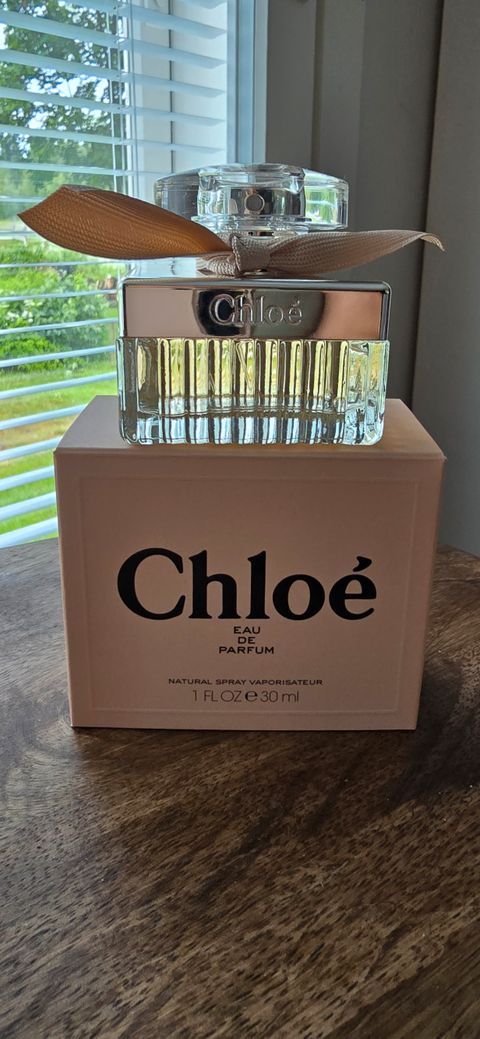 Chloé
Chloé
EAU
DE
PARFUM
NATURAL SPRAY VAPORISATEUR
1 FL OZ ℮ 30 ml